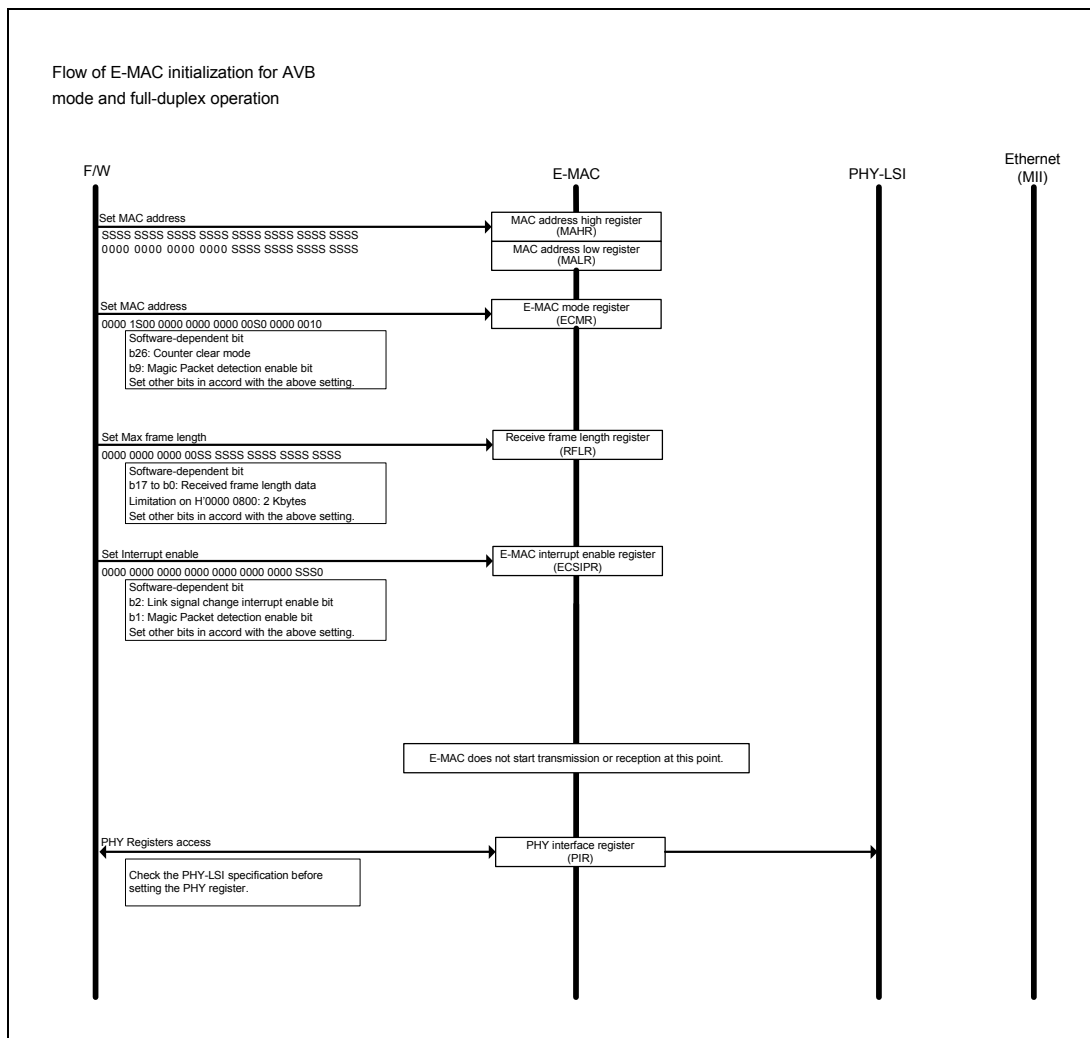 Flow of E-MAC initialization for AVB
mode and full-duplex operation
F/W
E-MAC
PHY-LSI
Ethernet
(MII)
Set MAC address
SSSS SSSS SSSS SSSS SSSS SSSS SSSS SSSS
0000 0000 0000 0000 SSSS SSSS SSSS SSSS
MAC address high register
(MAHR)
MAC address low register
(MALR)
Set MAC address
0000 1S00 0000 0000 0000 00S0 0000 0010
E-MAC mode register
(ECMR)
Software-dependent bit
b26: Counter clear mode
b9: Magic Packet detection enable bit
Set other bits in accord with the above setting.
Set Max frame length
0000 0000 0000 00SS SSSS SSSS SSSS SSSS
Receive frame length register
(RFLR)
Software-dependent bit
b17 to b0: Received frame length data
Limitation on H'0000 0800: 2 Kbytes
Set other bits in accord with the above setting.
Set Interrupt enable
0000 0000 0000 0000 0000 0000 0000 SSS0
E-MAC interrupt enable register
(ECSIPR)
Software-dependent bit
b2: Link signal change interrupt enable bit
b1: Magic Packet detection enable bit
Set other bits in accord with the above setting.
E-MAC does not start transmission or reception at this point.
PHY Registers access
PHY interface register
(PIR)
Check the PHY-LSI specification before
setting the PHY register.